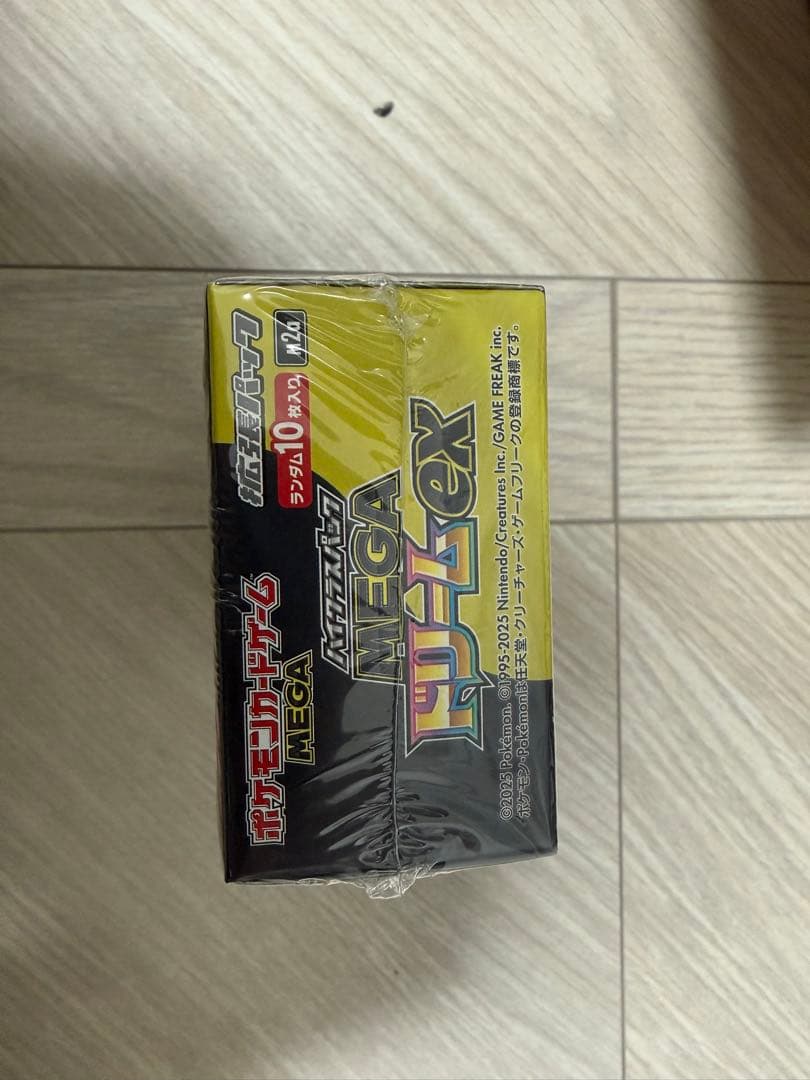 ポケモンカードゲーム
MEGA
拡張パック
ランダム10枚入り
M2a
ハイクラスパック
MEGA
ドリームex
©2025 Pokémon. ©1995-2025 Nintendo/Creatures Inc./GAME FREAK inc.
ポケモン・Pokémonは任天堂・クリーチャーズ・ゲームフリークの登録商標です。